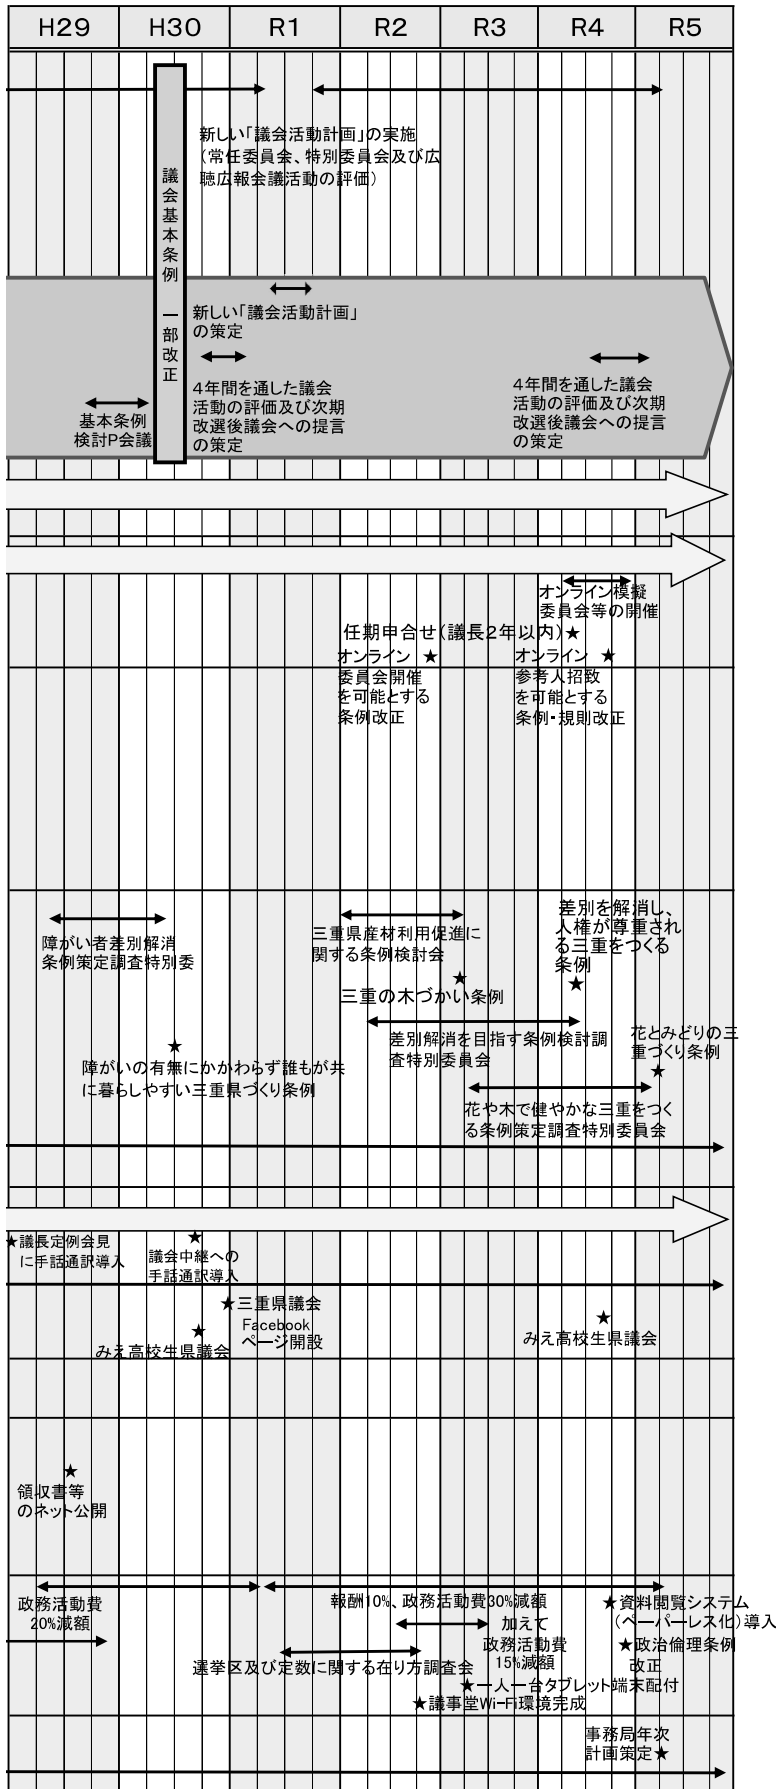 H29 H30 R1 R2 R3 R4 R5
新しい「議会活動計画」の実施
（常任委員会、特別委員会及び広
聴広報会議活動の評価）
議会基本条例　一部改正
新しい「議会活動計画」
の策定
4年間を通した議会
活動の評価及び次期
改選後議会への提言
の策定
4年間を通した議会
活動の評価及び次期
改選後議会への提言
の策定
基本条例
検討P会議
オンライン模擬
委員会等の開催
任期申合せ（議長2年以内）★
オンライン ★
委員会開催
を可能とする
条例改正
オンライン ★
参考人招致
を可能とする
条例・規則改正
障がい者差別解消
条例策定調査特別委
三重県産材利用促進に
関する条例検討会
差別を解消し、
人権が尊重され
る三重をつくる
条例
★
★
三重の木づかい条例
差別解消を目指す条例検討調
査特別委員会
花とみどりの三
重づくり条例
★
★
障がいの有無にかかわらず誰もが共
に暮らしやすい三重県づくり条例
花や木で健やかな三重をつく
る条例策定調査特別委員会
★議長定例会見
に手話通訳導入
★
議会中継への
手話通訳導入
★三重県議会
Facebook
ページ開設
★
みえ高校生県議会
★
みえ高校生県議会
★
領収書等
のネット公開
政務活動費
20%減額
報酬10%、政務活動費30%減額
加えて
政務活動費
15%減額
★資料閲覧システム
（ペーパーレス化）導入
★政治倫理条例
改正
選挙区及び定数に関する在り方調査会
★一人一台タブレット端末配付
★議事堂Wi-Fi環境完成
事務局年次
計画策定★